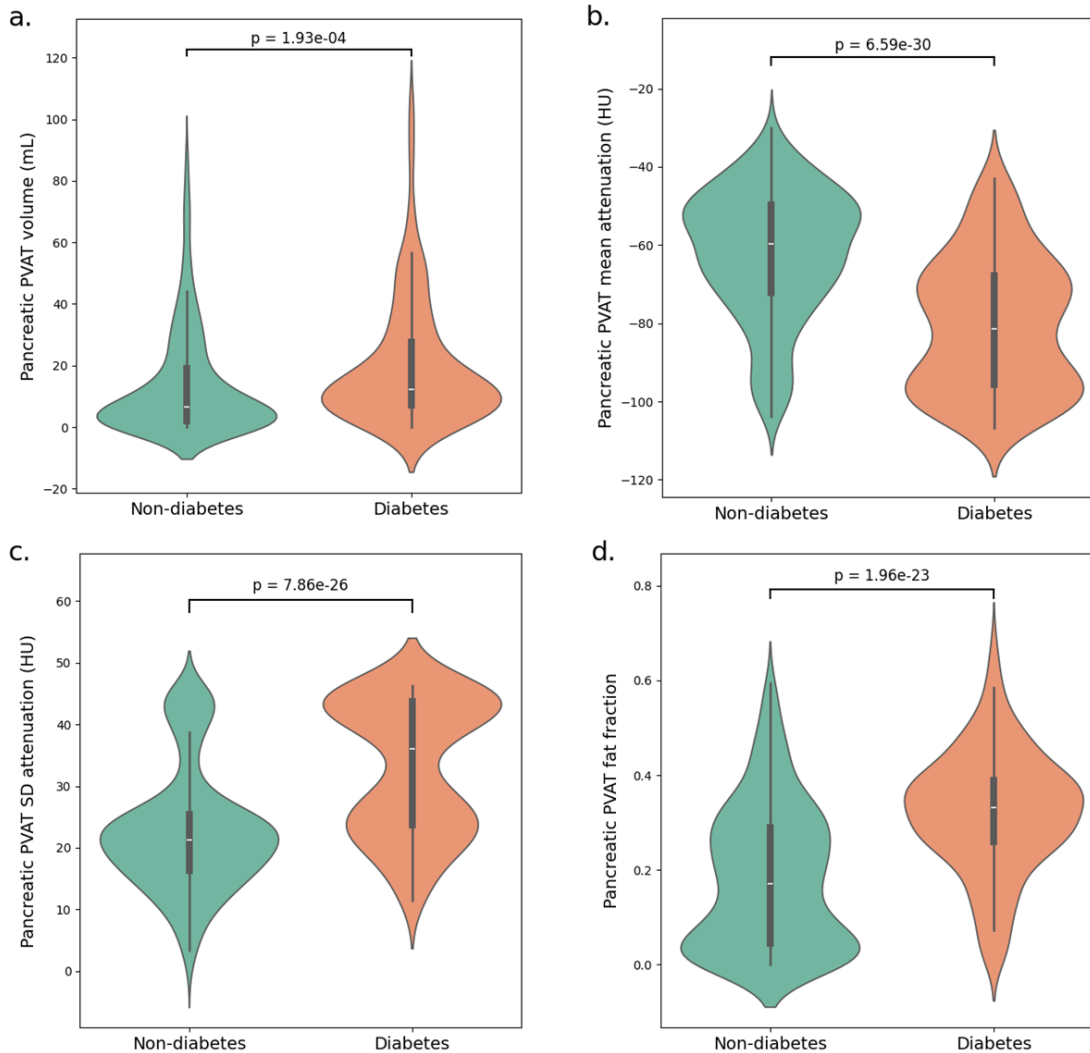 a.
p = 1.93e-04
Pancreatic PVAT volume (mL)
120
100
80
60
40
20
0
−20
Non-diabetes Diabetes
b.
p = 6.59e-30
Pancreatic PVAT mean attenuation (HU)
−20
−40
−60
−80
−100
−120
Non-diabetes Diabetes
c.
p = 7.86e-26
Pancreatic PVAT SD attenuation (HU)
60
50
40
30
20
10
0
Non-diabetes Diabetes
d.
p = 1.96e-23
Pancreatic PVAT fat fraction
0.8
0.6
0.4
0.2
0.0
Non-diabetes Diabetes